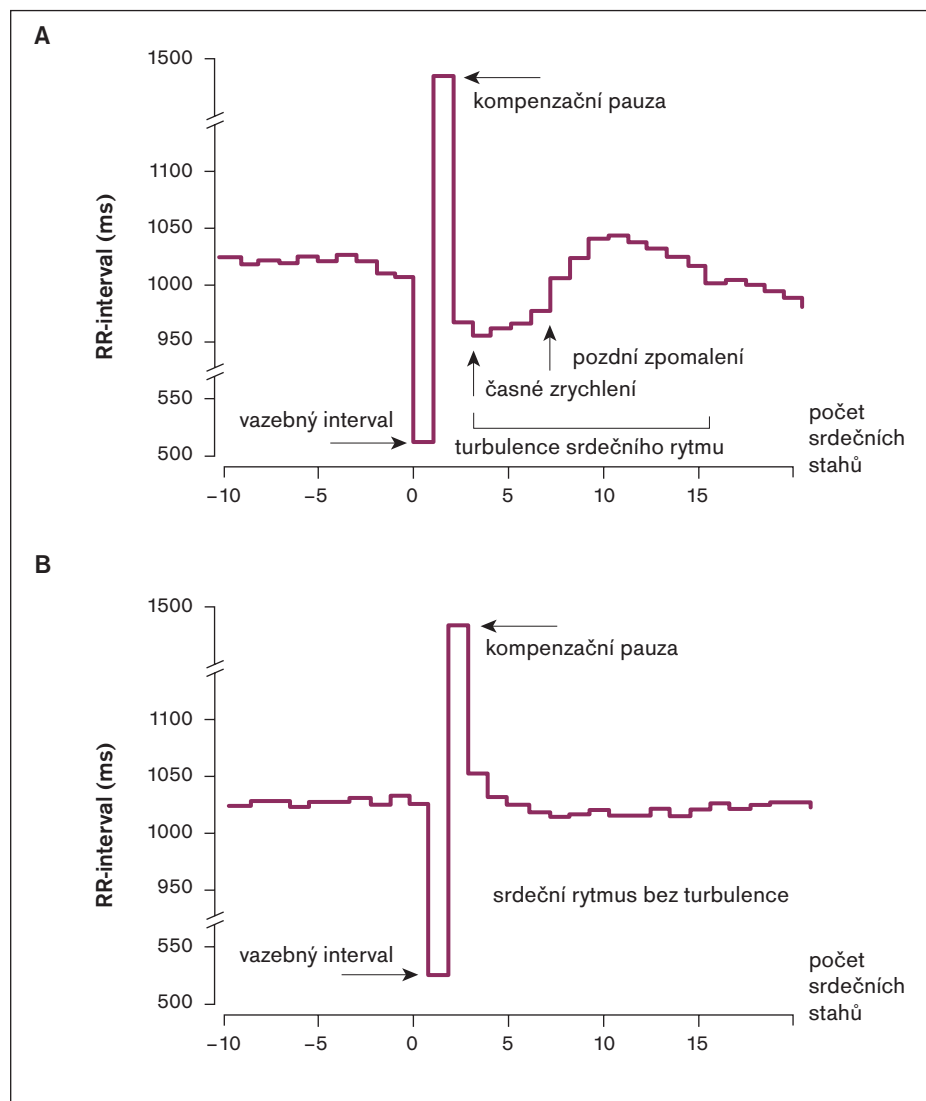 A
1500
kompenzační pauza
1100
1050
1000
950
550
500
RR-interval (ms)
pozdní zpomalení
časné zrychlení
vazebný interval
turbulence srdečního rytmu
počet
srdečních
stahů
−10
−5
0
5
10
15
B
1500
kompenzační pauza
1100
1050
1000
950
550
500
RR-interval (ms)
srdeční rytmus bez turbulence
vazebný interval
počet
srdečních
stahů
−10
−5
0
5
10
15